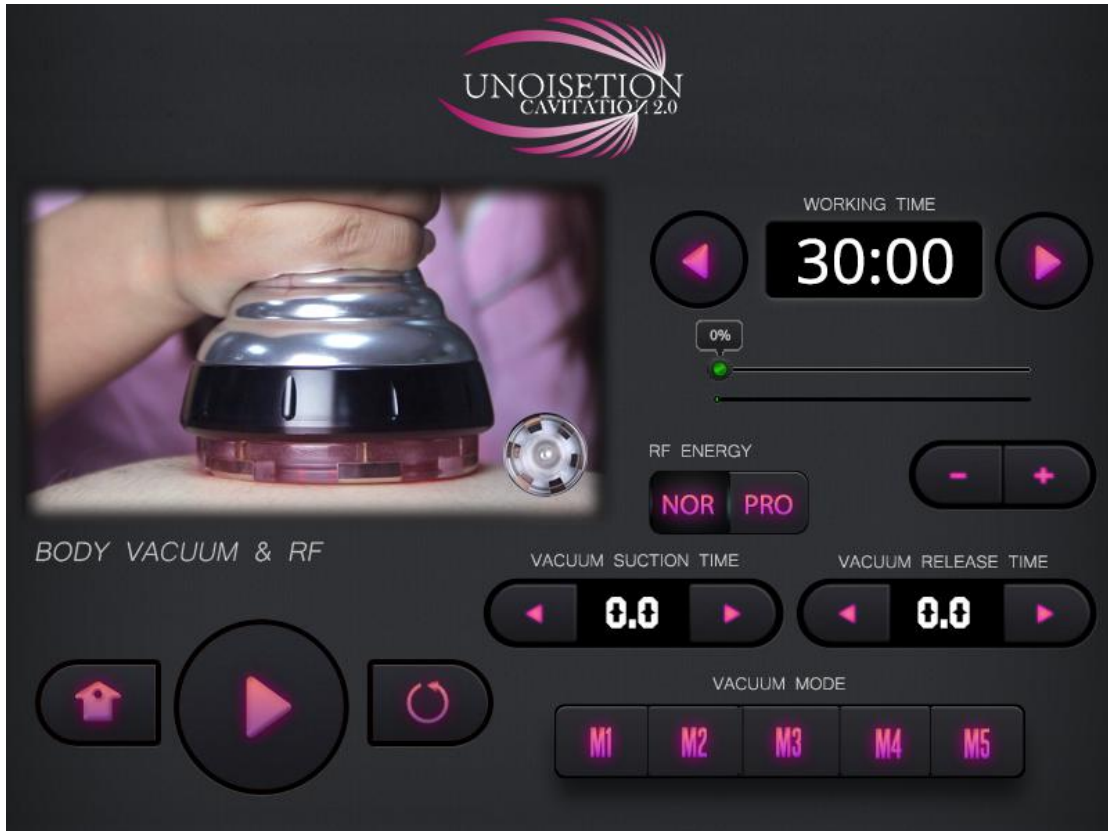 UNOISETION
CAVITATION 2.0
WORKING TIME
30:00
0%
RF ENERGY
NOR PRO
- +
BODY VACUUM & RF
VACUUM SUCTION TIME
0.0
VACUUM RELEASE TIME
0.0
VACUUM MODE
M1 M2 M3 M4 M5